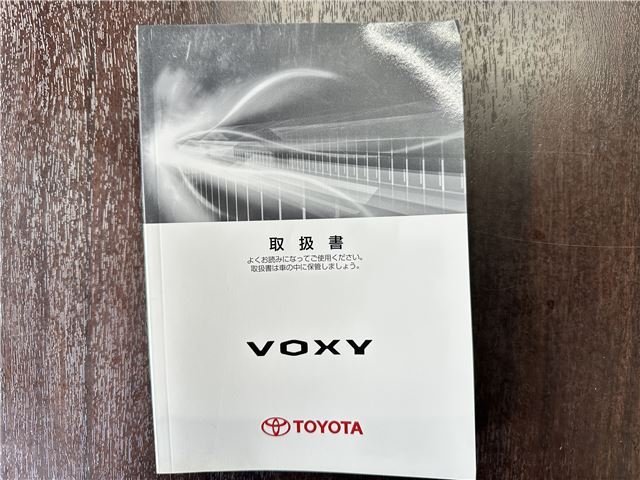 取扱書
よくお読みになってご使用ください。
取扱書は車の中に保管しましょう。
VOXY
TOYOTA